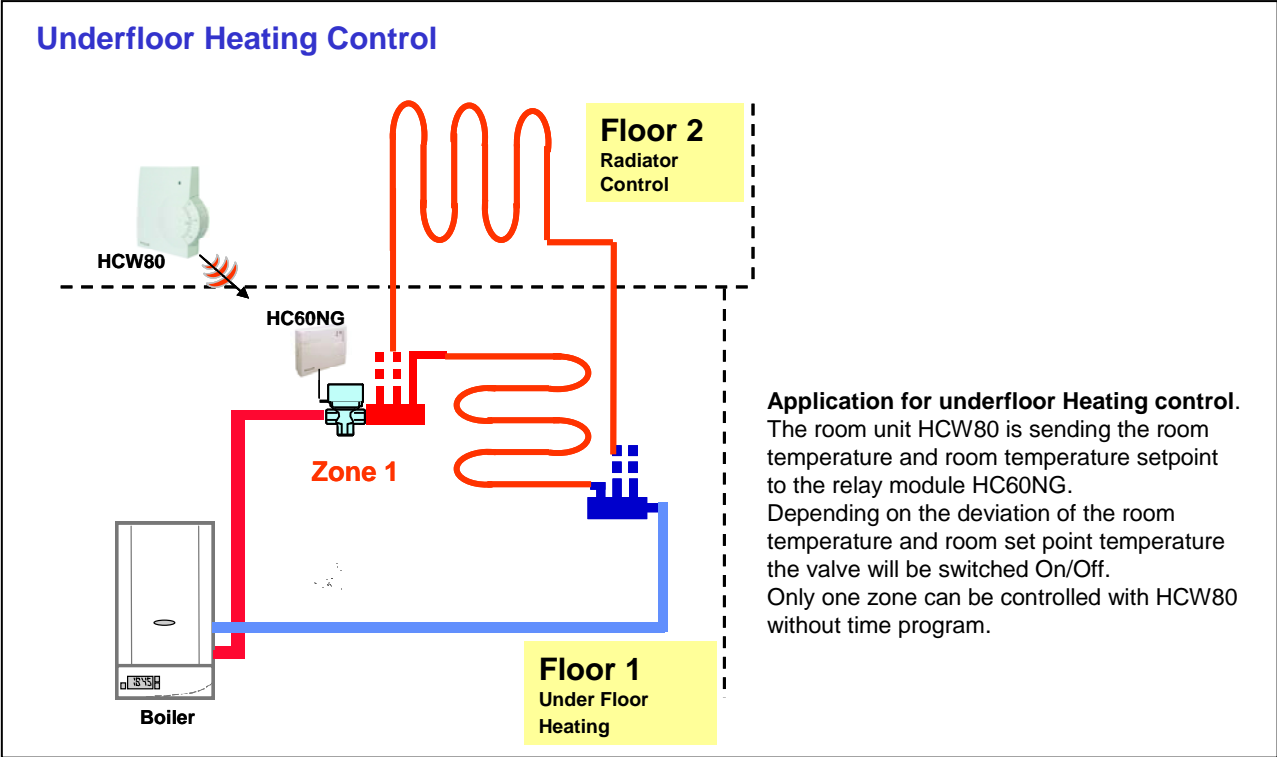 Underfloor Heating Control
Floor 2
Radiator
Control
HCW80
HC60NG
Zone 1
Application for underfloor Heating control.
The room unit HCW80 is sending the room
temperature and room temperature setpoint
to the relay module HC60NG.
Depending on the deviation of the room
temperature and room set point temperature
the valve will be switched On/Off.
Only one zone can be controlled with HCW80
without time program.
Floor 1
Under Floor
Heating
Boiler